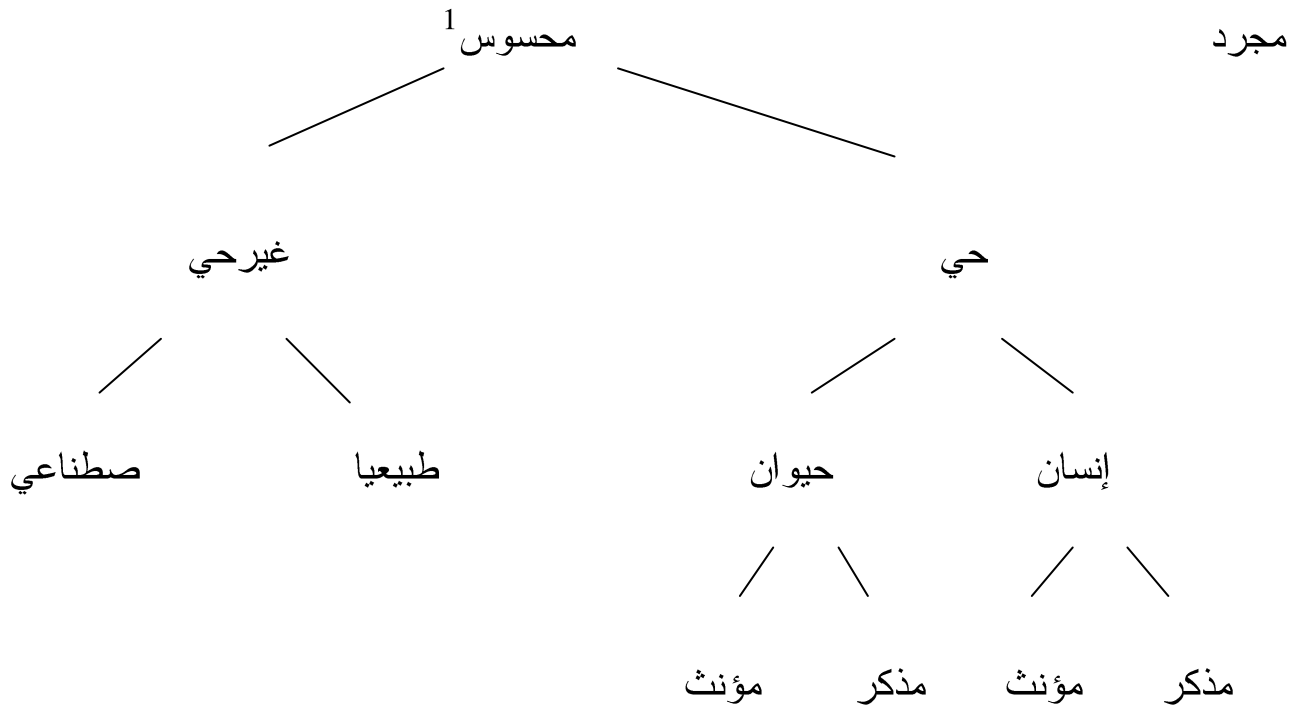 مجرد محسوس1
حي غيرحي
إنسان حيوان طبيعيا صطناعي
مذكر مؤنث مذكر مؤنث